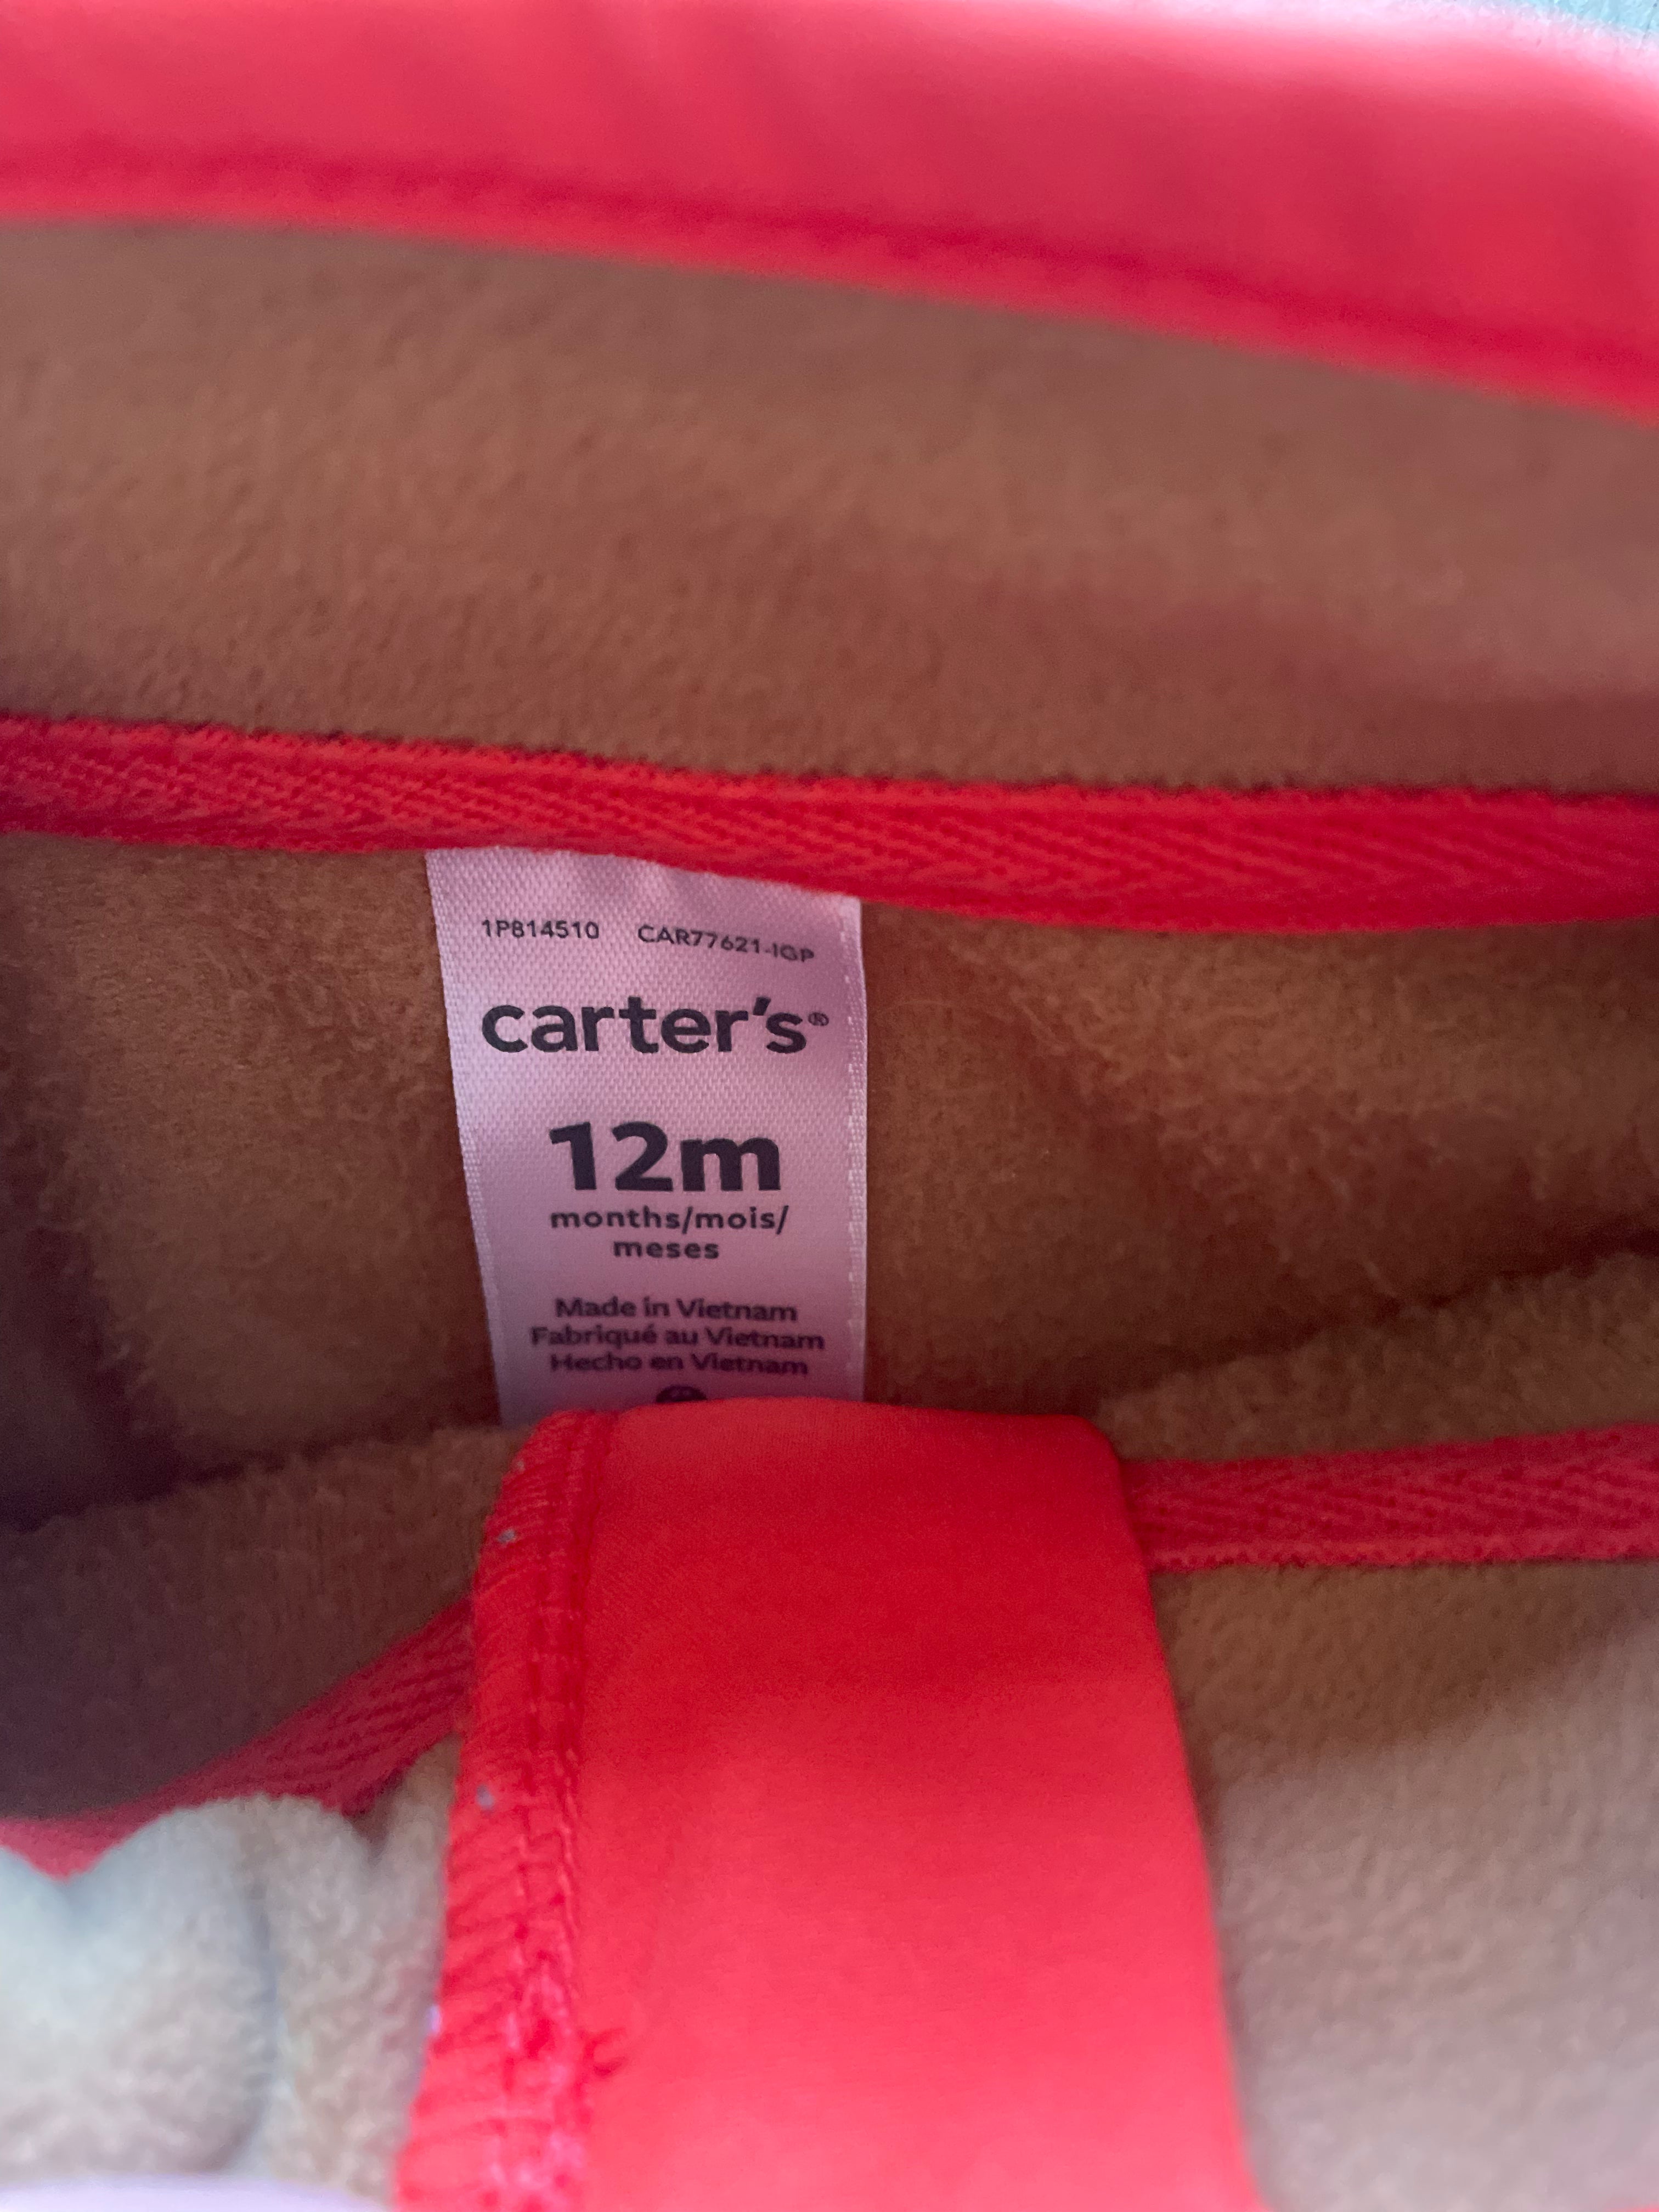 1P814510 CAR77621-IGP
carter's®
12m
months/mois/
meses
Made in Vietnam
Fabriqué au Vietnam
Hecho en Vietnam